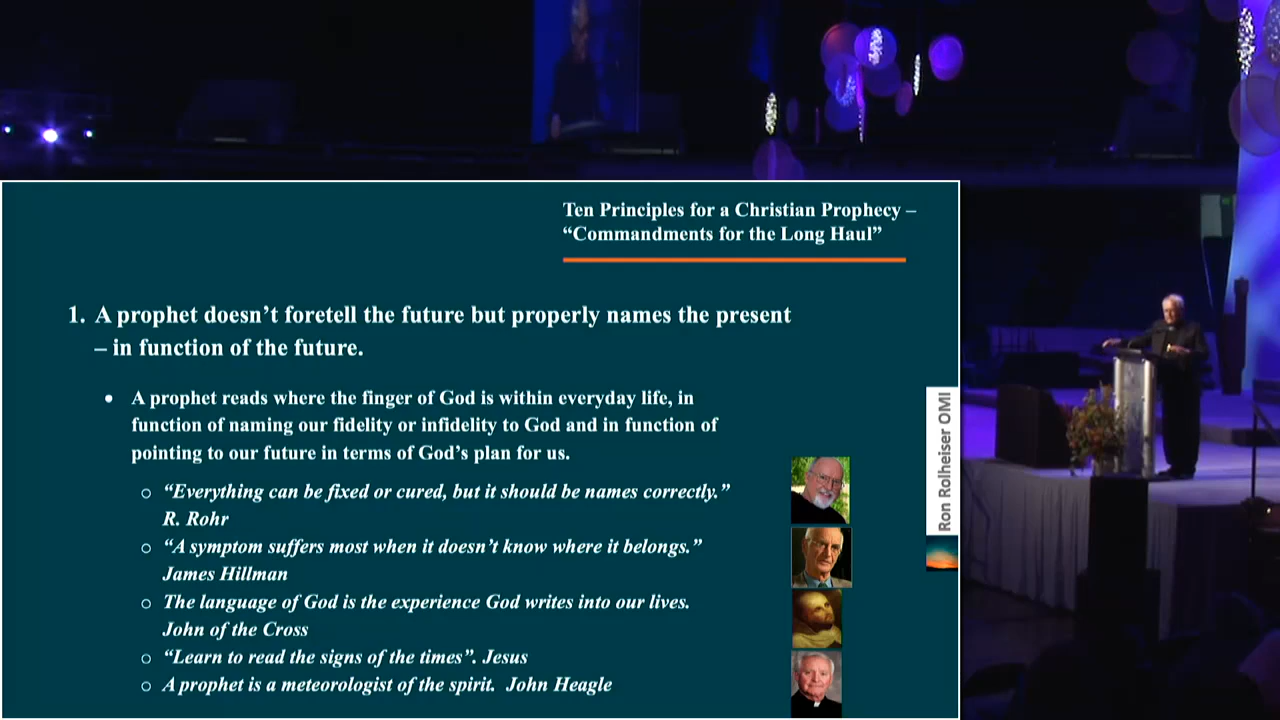 Ten Principles for a Christian Prophecy –
“Commandments for the Long Haul”
1. A prophet doesn’t foretell the future but properly names the present
– in function of the future.
• A prophet reads where the finger of God is within everyday life, in
function of naming our fidelity or infidelity to God and in function of
pointing to our future in terms of God’s plan for us.
o “Everything can be fixed or cured, but it should be names correctly.”
R. Rohr
o “A symptom suffers most when it doesn’t know where it belongs.”
James Hillman
o The language of God is the experience God writes into our lives.
John of the Cross
o “Learn to read the signs of the times”. Jesus
o A prophet is a meteorologist of the spirit. John Heagle
Ron Rolheiser OMI